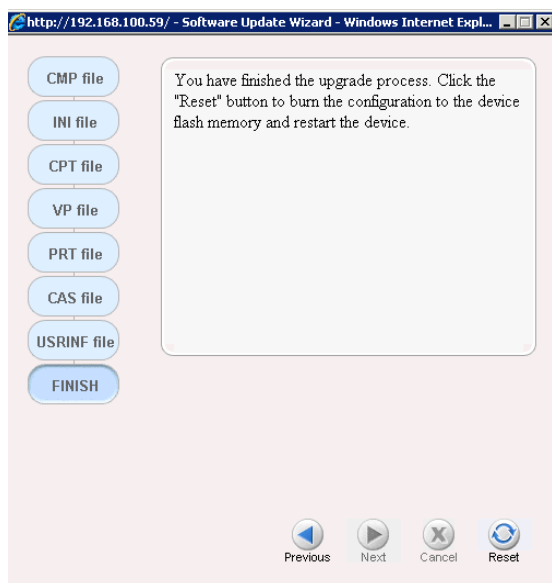 http://192.168.100.59/ - Software Update Wizard - Windows Internet Expl...
CMP file
INI file
CPT file
VP file
PRT file
CAS file
USRINF file
FINISH
You have finished the upgrade process. Click the
"Reset" button to burn the configuration to the device
flash memory and restart the device.
Previous
Next
Cancel
Reset